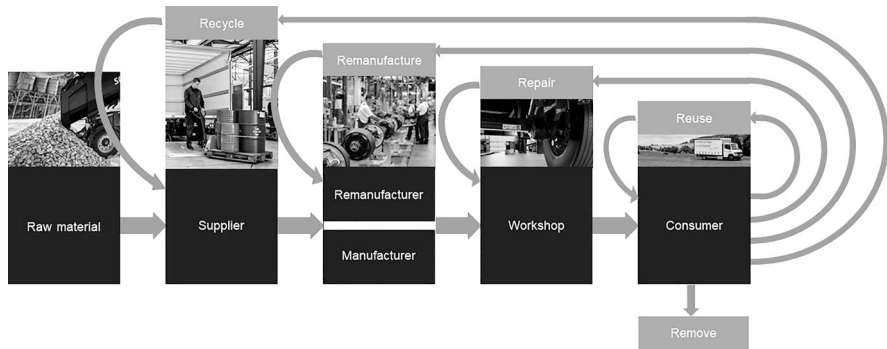 Recycle
Remanufacture
Repair
Reuse
Raw material
Supplier
Remanufacturer
Manufacturer
Workshop
Consumer
Remove